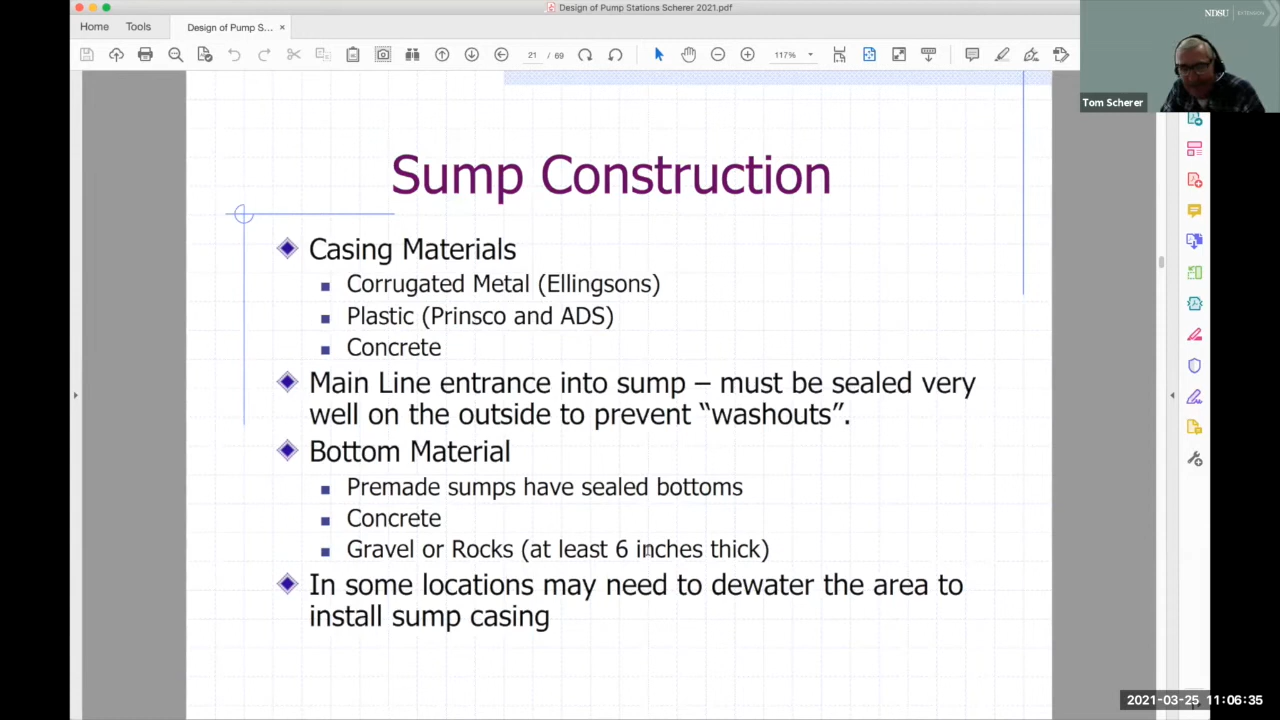 Design of Pump Stations Scherer 2021.pdf
NDSU EXTENSION
Home Tools Design of Pump S... ×
21 / 69 117%
Tom Scherer
Sump Construction
Casing Materials
Corrugated Metal (Ellingsons)
Plastic (Prinsco and ADS)
Concrete
Main Line entrance into sump – must be sealed very
well on the outside to prevent “washouts”.
Bottom Material
Premade sumps have sealed bottoms
Concrete
Gravel or Rocks (at least 6 inches thick)
In some locations may need to dewater the area to
install sump casing
2021-03-25 11:06:35